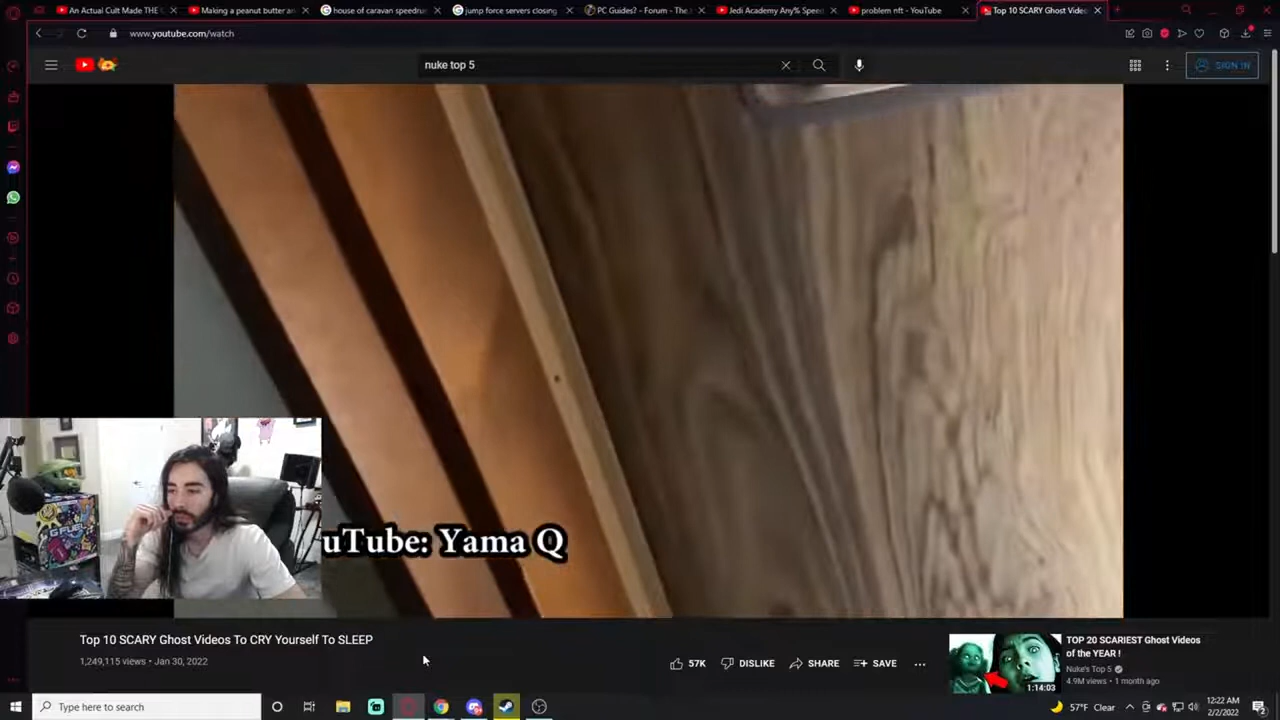 An Actual Cult Made THE
Making a peanut butter an
house of caravan speedrun
jump force servers closing
PC Guides? - Forum - The
Jedi Academy Any% Speed
problem nft - YouTube
Top 10 SCARY Ghost Video
www.youtube.com/watch
nuke top 5
SIGN IN
uTube: Yama Q
Top 10 SCARY Ghost Videos To CRY Yourself To SLEEP
1,249,115 views • Jan 30, 2022
57K
DISLIKE
SHARE
SAVE
TOP 20 SCARIEST Ghost Videos
of the YEAR !
Nuke's Top 5
4.9M views • 1 month ago
1:14:03
Type here to search
57°F Clear
12:22 AM
2/2/2022